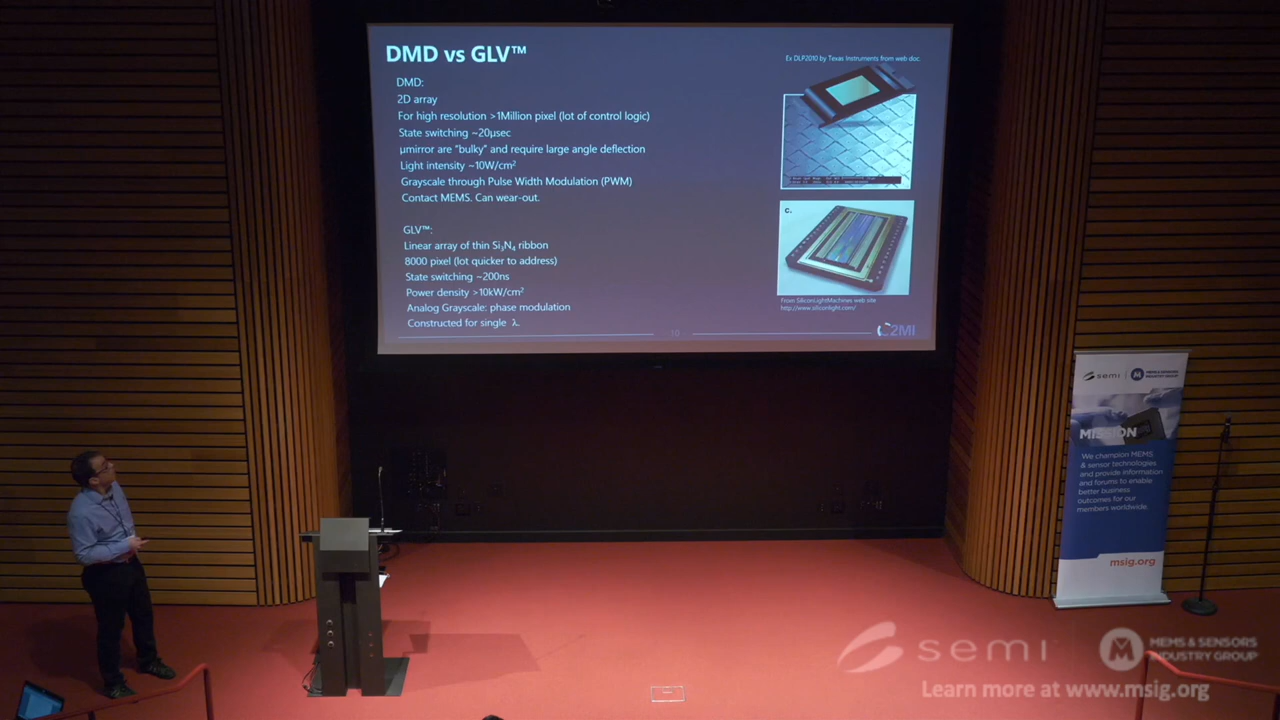 DMD vs GLV™
Ex DLP2010 by Texas Instruments from web doc.
DMD:
2D array
For high resolution >1Million pixel (lot of control logic)
State switching ~20µsec
µmirror are “bulky” and require large angle deflection
Light intensity ~10W/cm²
Grayscale through Pulse Width Modulation (PWM)
Contact MEMS. Can wear-out.
c.
GLV™:
Linear array of thin Si₃N₄ ribbon
8000 pixel (lot quicker to address)
State switching ~200ns
Power density >10kW/cm²
Analog Grayscale: phase modulation
Constructed for single λ.
From SiliconLightMachines web site
http://www.siliconlight.com/
10
C2MI
semi
M
MEMS & SENSORS
INDUSTRY GROUP
MISSION
We champion MEMS
& sensor technologies
and provide information
and forums to enable
better business
outcomes for our
members worldwide.
msig.org
semi
M
MEMS & SENSORS
INDUSTRY GROUP
Learn more at www.msig.org